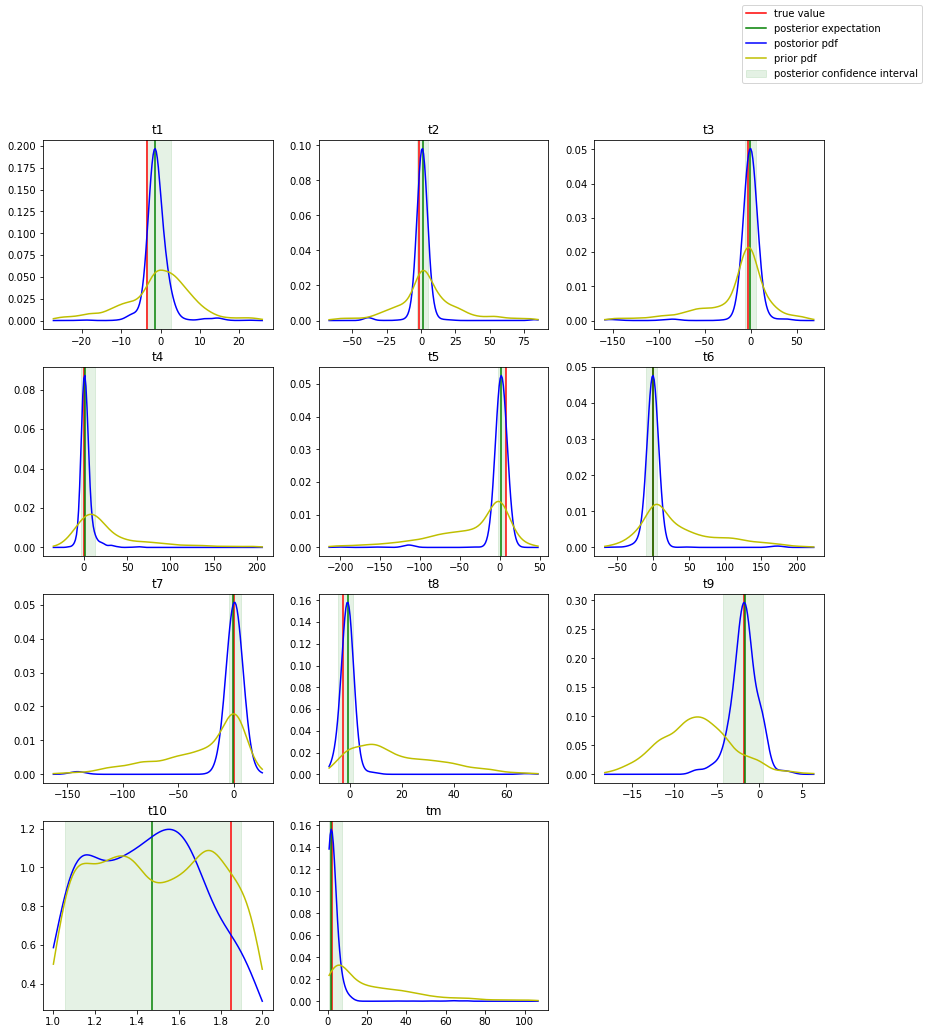 true value
posterior expectation
postorior pdf
prior pdf
posterior confidence interval
t1
t2
t3
0.200
0.175
0.150
0.125
0.100
0.075
0.050
0.025
0.000
0.10
0.08
0.06
0.04
0.02
0.00
0.05
0.04
0.03
0.02
0.01
0.00
−20 −10 0 10 20
−50 −25 0 25 50 75
−150 −100 −50 0 50
t4
t5
t6
0.08
0.06
0.04
0.02
0.00
0.05
0.04
0.03
0.02
0.01
0.00
0.05
0.04
0.03
0.02
0.01
0.00
0 50 100 150 200
−200 −150 −100 −50 0 50
−50 0 50 100 150 200
t7
t8
t9
0.05
0.04
0.03
0.02
0.01
0.00
0.16
0.14
0.12
0.10
0.08
0.06
0.04
0.02
0.00
0.30
0.25
0.20
0.15
0.10
0.05
0.00
−150 −100 −50 0
0 20 40 60
−15 −10 −5 0 5
t10
tm
1.2
1.0
0.8
0.6
0.4
0.16
0.14
0.12
0.10
0.08
0.06
0.04
0.02
0.00
1.0 1.2 1.4 1.6 1.8 2.0
0 20 40 60 80 100